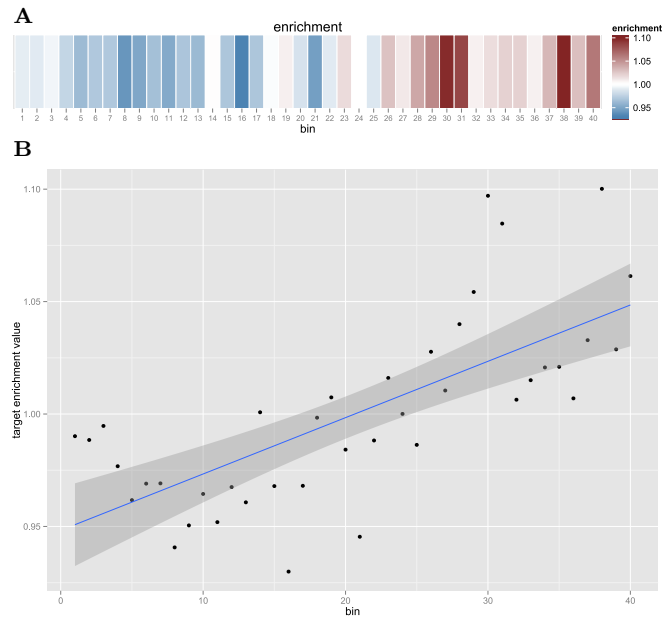 A
enrichment
enrichment
1.10
1.05
1.00
0.95
1 2 3 4 5 6 7 8 9 10 11 12 13 14 15 16 17 18 19 20 21 22 23 24 25 26 27 28 29 30 31 32 33 34 35 36 37 38 39 40
bin
B
1.10
1.05
1.00
0.95
target enrichment value
0 10 20 30 40
bin